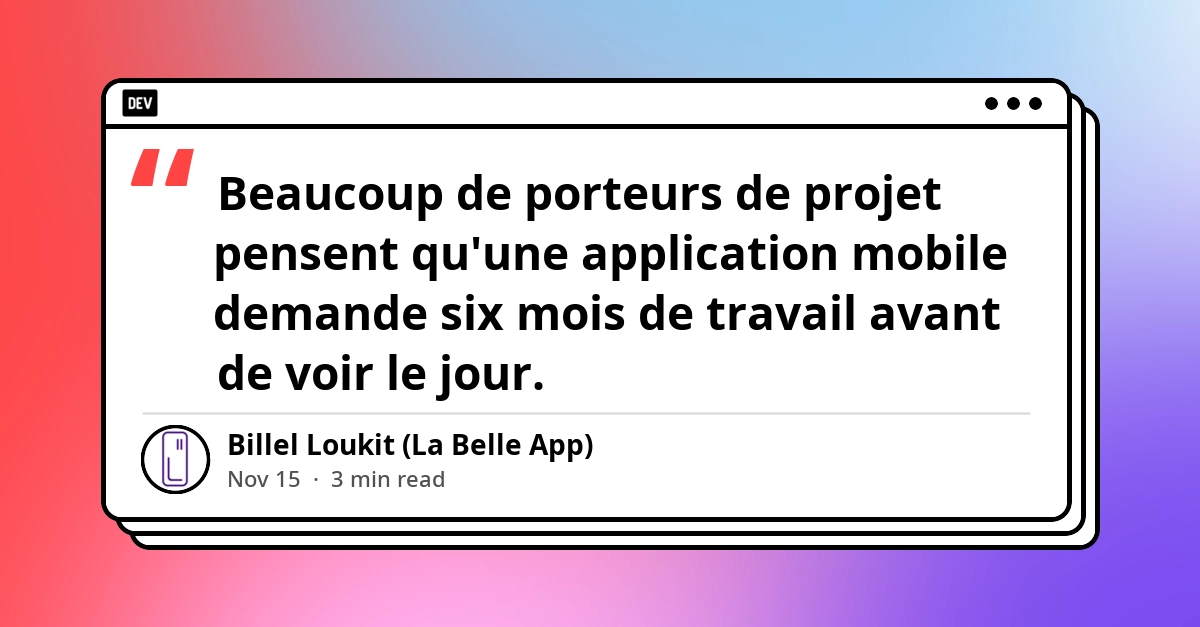 DEV
Beaucoup de porteurs de projet
pensent qu'une application mobile
demande six mois de travail avant
de voir le jour.
Billel Loukit (La Belle App)
Nov 15 · 3 min read